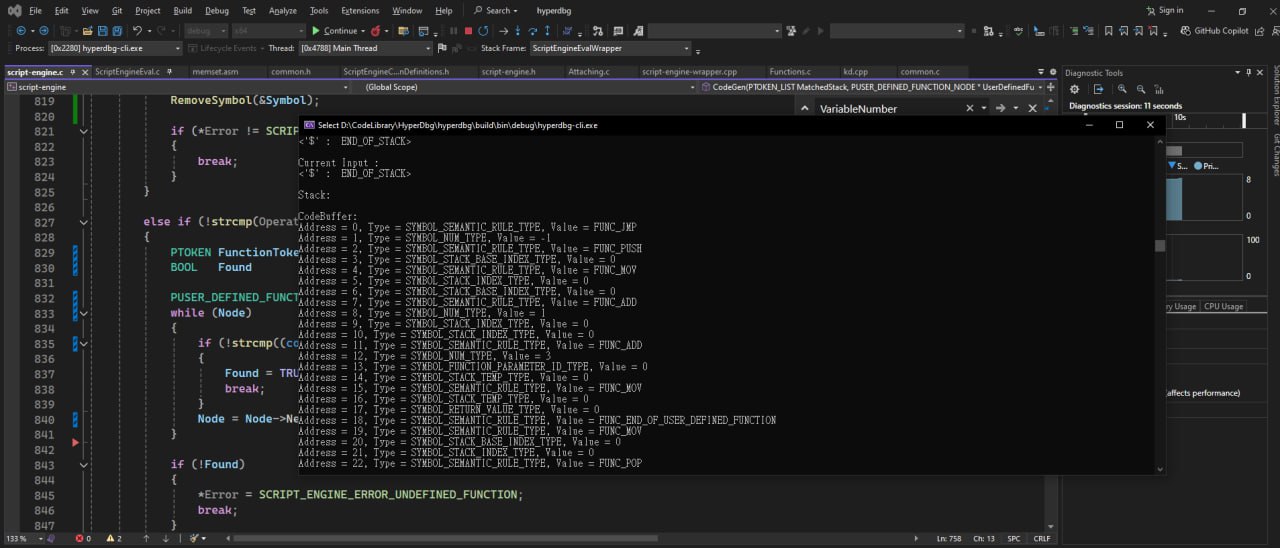 File Edit View Git Project Build Debug Test Analyze Tools Extensions Window CodeLibrary Help Search hyperdbg Sign in
debug x64 Continue GitHub Copilot
Process: [0x2280] hyperdbg-cli.exe Lifecycle Events Thread: [0x4788] Main Thread Stack Frame: ScriptEngineEvalWrapper
script-engine.c ScriptEngineEval.c memset.asm common.h ScriptEngineC...nDefinitions.h script-engine.h Attaching.c script-engine-wrapper.cpp Functions.c kd.cpp common.c
script-engine (Global Scope) CodeGen(PTOKEN_LIST MatchedStack, PUSER_DEFINED_FUNCTION_NODE * UserDefinedFu
Diagnostic Tools
Diagnostics session: 11 seconds
10s
S... Pri...
8
0
100
0
ry Usage CPU Usage
(affects performance)
Solution Explorer Git Changes
VariableNumber
819 RemoveSymbol(&Symbol);
820
821 if (*Error != SCRI
822 {
823 break;
824 }
825 }
826
827 else if (!strcmp(Operat
828 {
829 PTOKEN FunctionToke
830 BOOL Found
831
832 PUSER_DEFINED_FUNCT
833 while (Node)
834 {
835 if (!strcmp((co
836 {
837 Found = TRU
838 break;
839 }
840 Node = Node->Ne
841 }
842
843 if (!Found)
844 {
845 *Error = SCRIPT_ENGINE_ERROR_UNDEFINED_FUNCTION;
846 break;
847 }
Select D:\CodeLibrary\HyperDbg\hyperdbg\build\bin\debug\hyperdbg-cli.exe
<'$' : END_OF_STACK>
Current Input :
<'$' : END_OF_STACK>
Stack:
CodeBuffer:
Address = 0, Type = SYMBOL_SEMANTIC_RULE_TYPE, Value = FUNC_JMP
Address = 1, Type = SYMBOL_NUM_TYPE, Value = -1
Address = 2, Type = SYMBOL_SEMANTIC_RULE_TYPE, Value = FUNC_PUSH
Address = 3, Type = SYMBOL_STACK_BASE_INDEX_TYPE, Value = 0
Address = 4, Type = SYMBOL_SEMANTIC_RULE_TYPE, Value = FUNC_MOV
Address = 5, Type = SYMBOL_STACK_INDEX_TYPE, Value = 0
Address = 6, Type = SYMBOL_STACK_BASE_INDEX_TYPE, Value = 0
Address = 7, Type = SYMBOL_SEMANTIC_RULE_TYPE, Value = FUNC_ADD
Address = 8, Type = SYMBOL_NUM_TYPE, Value = 1
Address = 9, Type = SYMBOL_STACK_INDEX_TYPE, Value = 0
Address = 10, Type = SYMBOL_STACK_INDEX_TYPE, Value = 0
Address = 11, Type = SYMBOL_SEMANTIC_RULE_TYPE, Value = FUNC_ADD
Address = 12, Type = SYMBOL_NUM_TYPE, Value = 3
Address = 13, Type = SYMBOL_FUNCTION_PARAMETER_ID_TYPE, Value = 0
Address = 14, Type = SYMBOL_STACK_TEMP_TYPE, Value = 0
Address = 15, Type = SYMBOL_SEMANTIC_RULE_TYPE, Value = FUNC_MOV
Address = 16, Type = SYMBOL_STACK_TEMP_TYPE, Value = 0
Address = 17, Type = SYMBOL_RETURN_VALUE_TYPE, Value = 0
Address = 18, Type = SYMBOL_SEMANTIC_RULE_TYPE, Value = FUNC_END_OF_USER_DEFINED_FUNCTION
Address = 19, Type = SYMBOL_SEMANTIC_RULE_TYPE, Value = FUNC_MOV
Address = 20, Type = SYMBOL_STACK_BASE_INDEX_TYPE, Value = 0
Address = 21, Type = SYMBOL_STACK_INDEX_TYPE, Value = 0
Address = 22, Type = SYMBOL_SEMANTIC_RULE_TYPE, Value = FUNC_POP
133 % 0 2 Ln: 758 Ch: 13 SPC CRLF